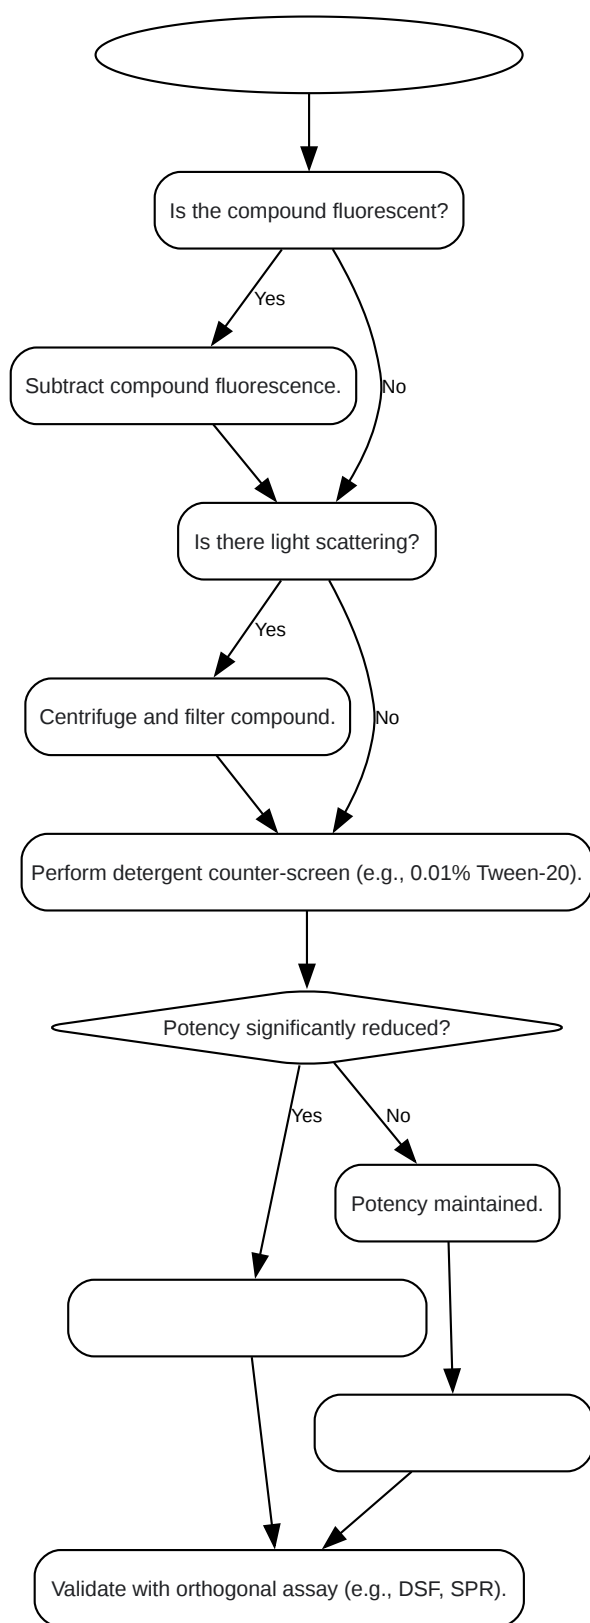 Is the compound fluorescent?
Yes
Subtract compound fluorescence.
No
Is there light scattering?
Yes
Centrifuge and filter compound.
No
Perform detergent counter-screen (e.g., 0.01% Tween-20).
Potency significantly reduced?
Yes
No
Potency maintained.
Validate with orthogonal assay (e.g., DSF, SPR).